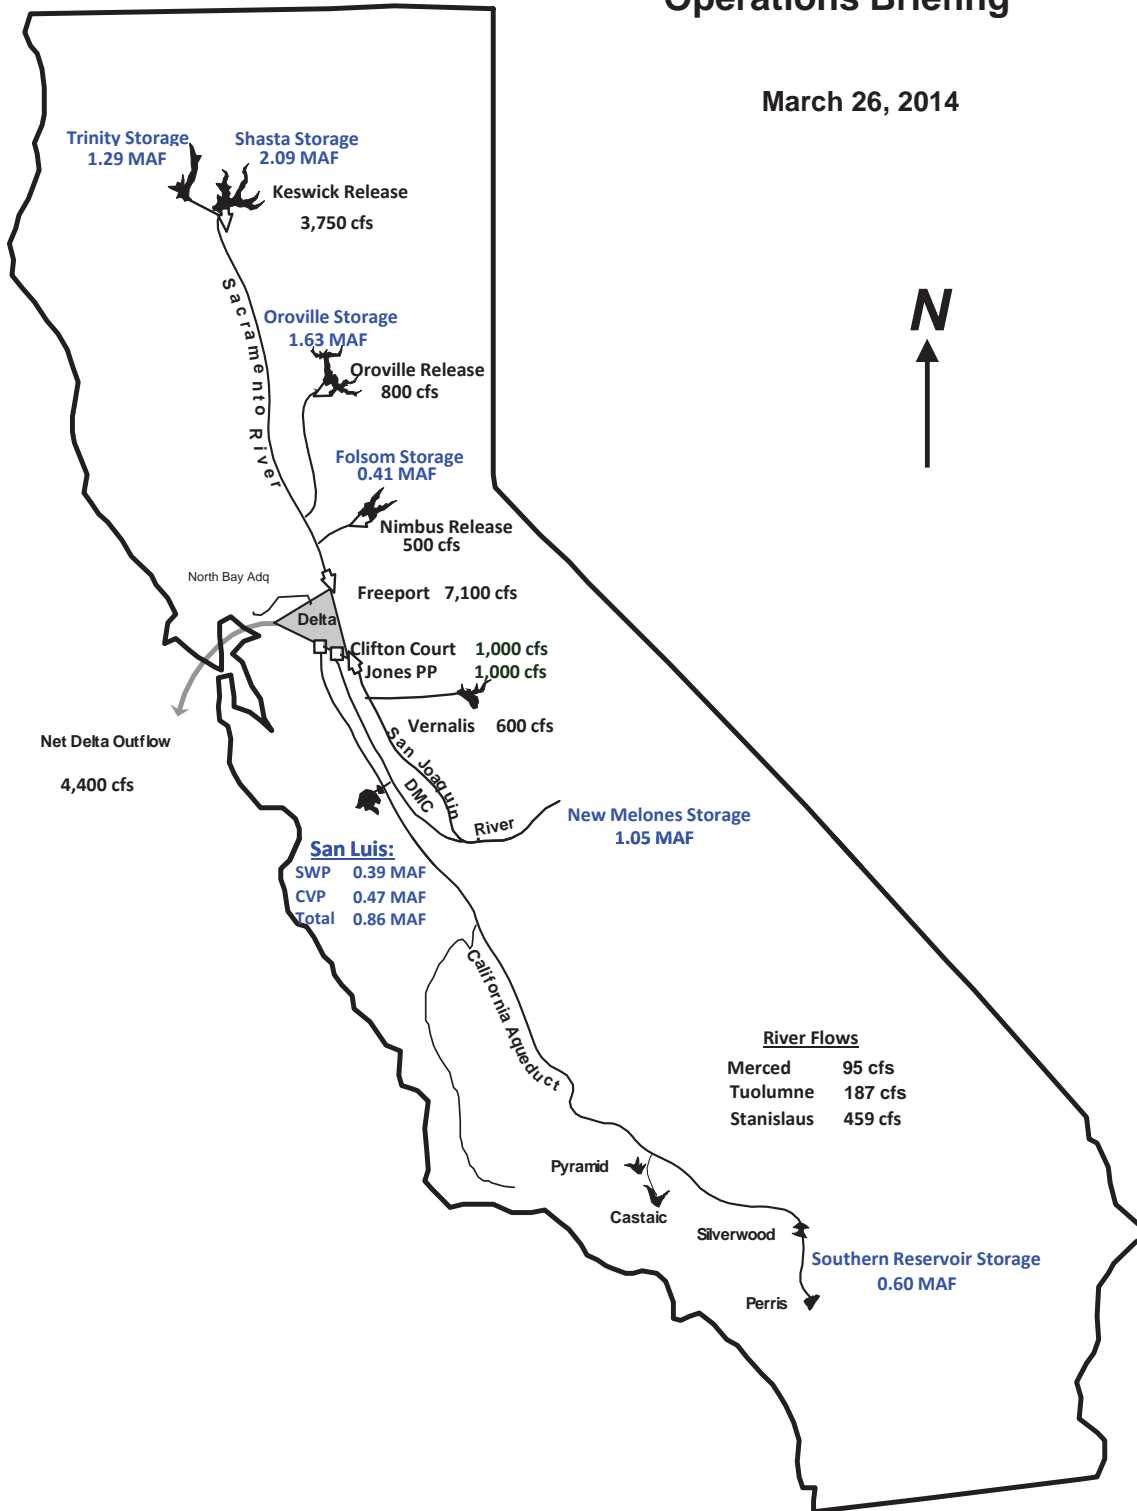 Operations Briefing
March 26, 2014
Trinity Storage
1.29 MAF
Shasta Storage
2.09 MAF
Keswick Release
3,750 cfs
N
Sacramento River
Oroville Storage
1.63 MAF
Oroville Release
800 cfs
Folsom Storage
0.41 MAF
Nimbus Release
500 cfs
North Bay Adq
Freeport 7,100 cfs
Delta
Clifton Court 1,000 cfs
Jones PP 1,000 cfs
Vernalis 600 cfs
Net Delta Outflow
4,400 cfs
San Joaquin River
DMC
New Melones Storage
1.05 MAF
San Luis:
SWP 0.39 MAF
CVP 0.47 MAF
Total 0.86 MAF
California Aqueduct
River Flows
Merced 95 cfs
Tuolumne 187 cfs
Stanislaus 459 cfs
Pyramid
Castaic
Silverwood
Southern Reservoir Storage
0.60 MAF
Perris